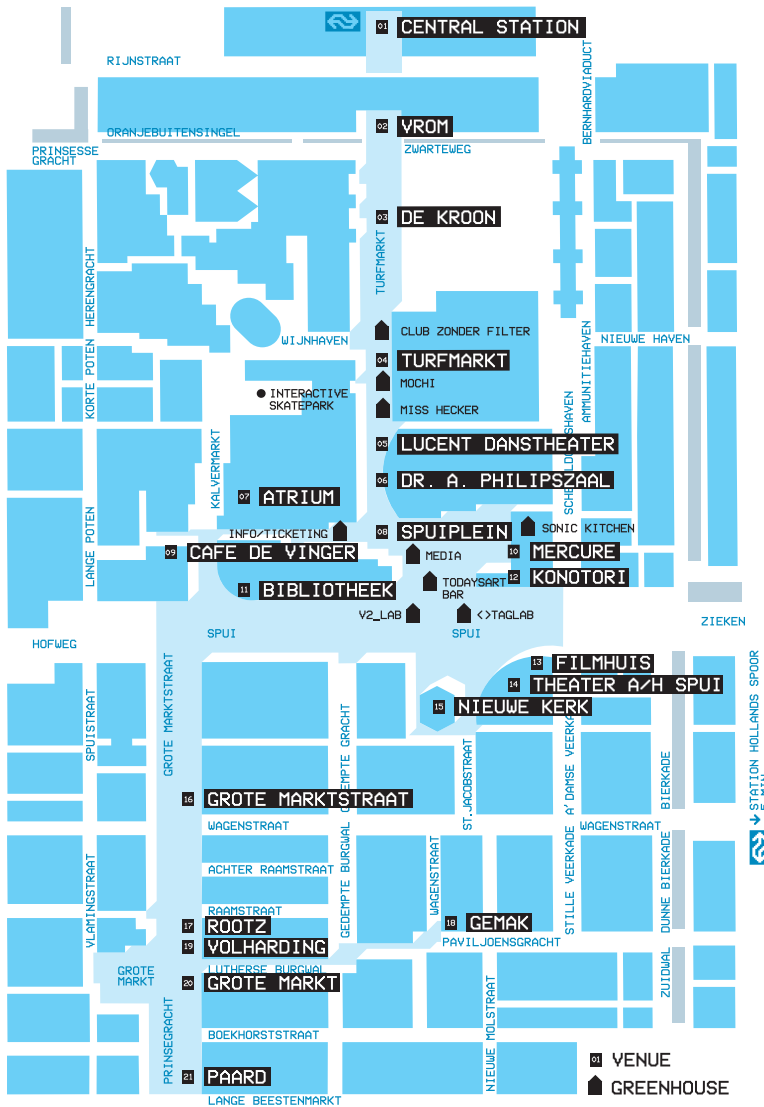 01 CENTRAL STATION
RIJNSTRAAT
BERNHARDVIADUCT
ORANJEBUITENSINGEL
02 VROM
PRINSESSE
GRACHT
ZWARTEWEG
03 DE KROON
TURFMARKT
HERENGRACHT
CLUB ZONDER FILTER
WIJNHAVEN
NIEUWE HAVEN
AMMUNITIEHAVEN
04 TURFMARKT
KORTE POTEN
MOCHI
INTERACTIVE
SKATEPARK
MISS HECKER
KALVERMARKT
05 LUCENT DANSTHEATER
06 DR. A. PHILIPSZAAL
07 ATRIUM
LANGE POTEN
INFO/TICKETING
08 SPUIPLEIN
SONIC KITCHEN
09 CAFE DE VINGER
MEDIA
10 MERCURE
11 BIBLIOTHEEK
TODAYSART
BAR
12 KONOTORI
V2_LAB
<>TAGLAB
ZIEKEN
HOFWEG
SPUI
SPUI
13 FILMHUIS
14 THEATER A/H SPUI
15 NIEUWE KERK
SPUISTRAAT
GROTE MARKTSTRAAT
ST.JACOBSTRAAT
BIERKADE
STATION HOLLANDS SPOOR
16 GROTE MARKTSTRAAT
WAGENSTRAAT
WAGENSTRAAT
ACHTER RAAMSTRAAT
GEDEMPTE BURGWAL
GEDEMPTE GRACHT
WAGENSTRAAT
STILLE VEERKADE
A'DAMSE VEERKA
DUNNE BIERKADE
VLAMINGSTRAAT
RAAMSTRAAT
17 ROOTZ
18 GEMAK
19 VOLHARDING
PAVILJOENSGRACHT
LUTHERSE BURGWAL
GROTE
MARKT
20 GROTE MARKT
ZUIDWAL
PRINSEGRACHT
BOEKHORSTSTRAAT
NIEUWE MOLSTRAAT
21 PAARD
LANGE BEESTENMARKT
01 VENUE
GREENHOUSE